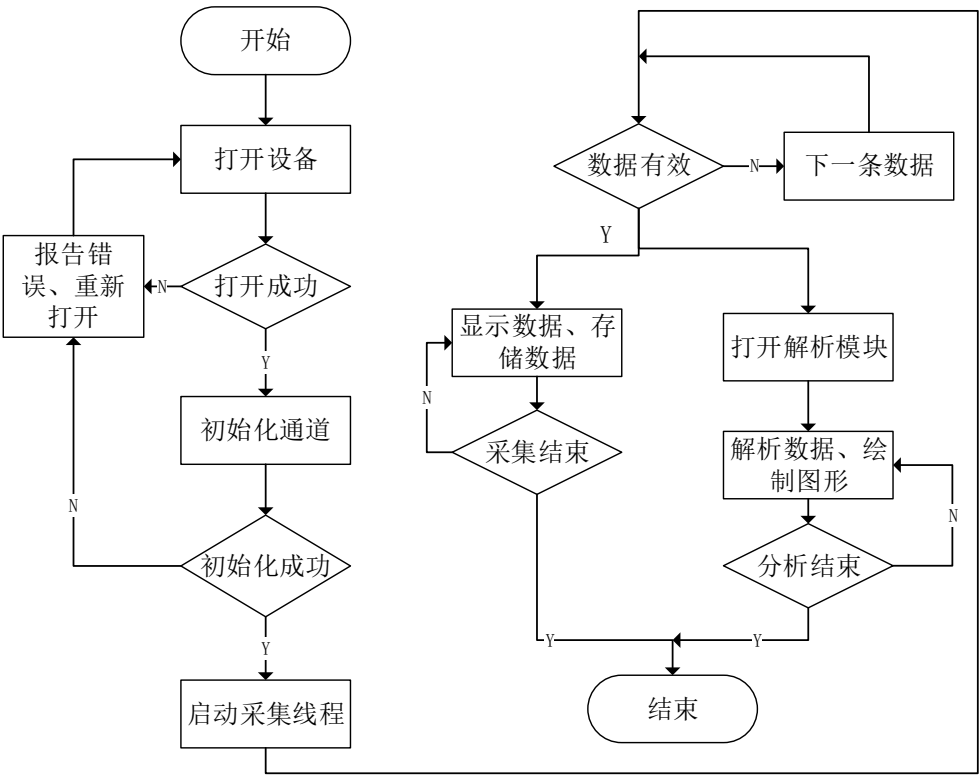 开始
打开设备
报告错
误、重新
打开
N
打开成功
Y
初始化通道
N
初始化成功
Y
启动采集线程
数据有效
N
下一条数据
Y
显示数据、存
储数据
N
采集结束
打开解析模块
解析数据、绘
制图形
N
分析结束
Y
Y
结束